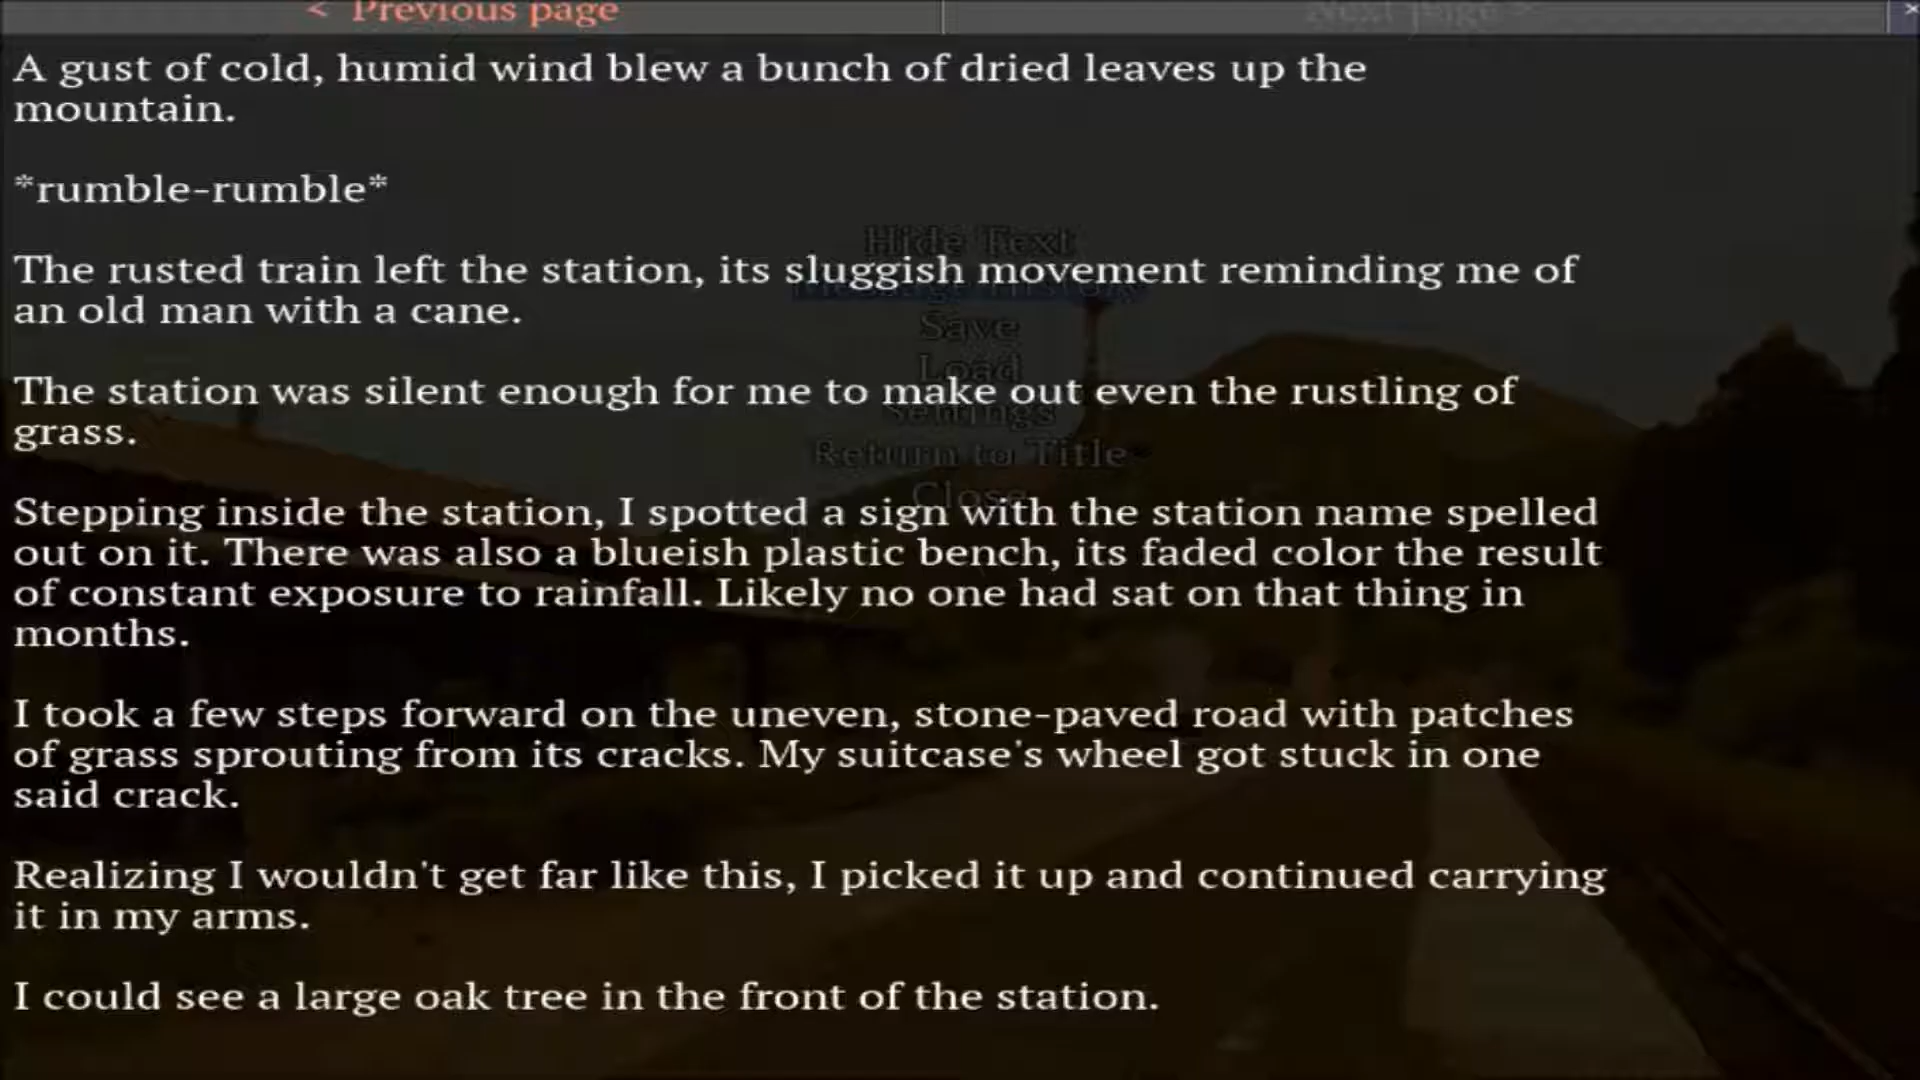 < Previous page
Next page >
×
A gust of cold, humid wind blew a bunch of dried leaves up the
mountain.
*rumble-rumble*
Hide Text
The rusted train left the station, its sluggish movement reminding me of
Message History
an old man with a cane.
Save
Load
The station was silent enough for me to make out even the rustling of
Settings
grass.
Return to Title
Close
Stepping inside the station, I spotted a sign with the station name spelled
out on it. There was also a blueish plastic bench, its faded color the result
of constant exposure to rainfall. Likely no one had sat on that thing in
months.
I took a few steps forward on the uneven, stone-paved road with patches
of grass sprouting from its cracks. My suitcase's wheel got stuck in one
said crack.
Realizing I wouldn't get far like this, I picked it up and continued carrying
it in my arms.
I could see a large oak tree in the front of the station.